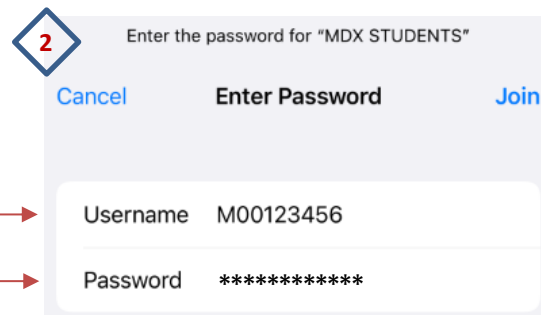 2
Enter the password for “MDX STUDENTS”
Cancel Enter Password Join
Username M00123456
Password ************